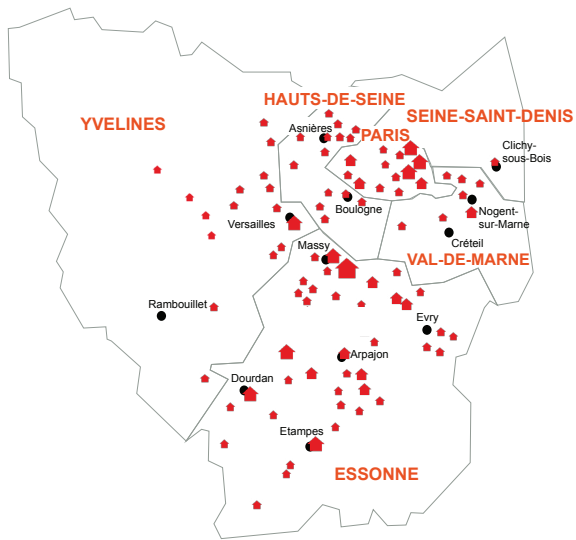 HAUTS-DE-SEINE
SEINE-SAINT-DENIS
YVELINES
Asnières
PARIS
Clichy-
sous-Bois
Boulogne
Versailles
Nogent-
sur-Marne
Créteil
Massy
VAL-DE-MARNE
Rambouillet
Evry
Arpajon
Dourdan
Etampes
ESSONNE